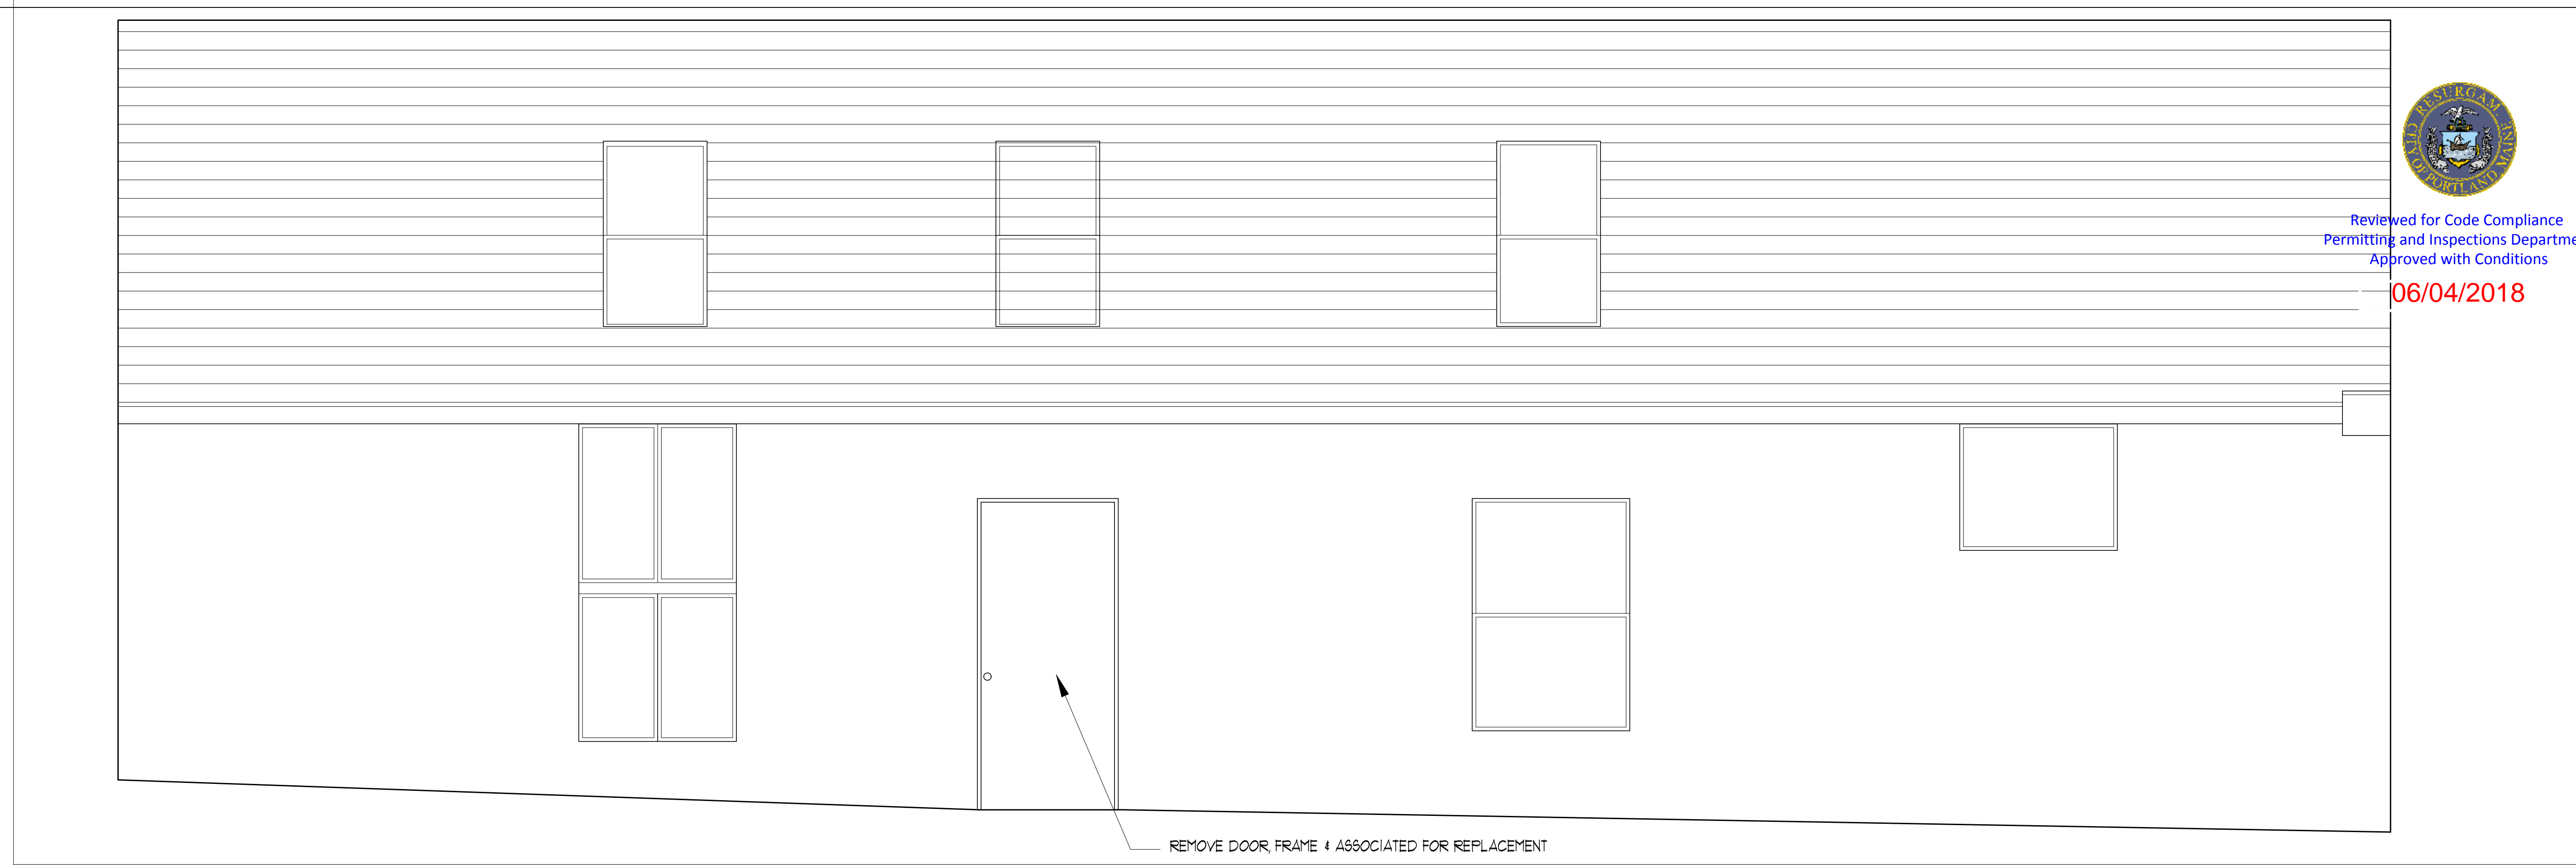 CITY OF PORTLAND, MAINE
RESURGAM
Reviewed for Code Compliance
Permitting and Inspections Departme
Approved with Conditions
06/04/2018
REMOVE DOOR, FRAME & ASSOCIATED FOR REPLACEMENT